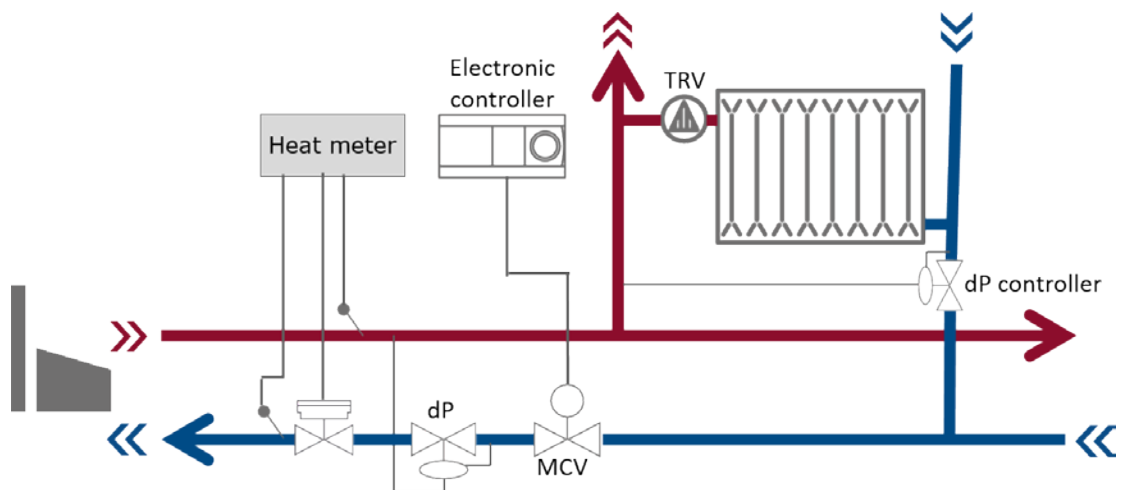 Electronic
controller
TRV
Heat meter
dP controller
dP
MCV